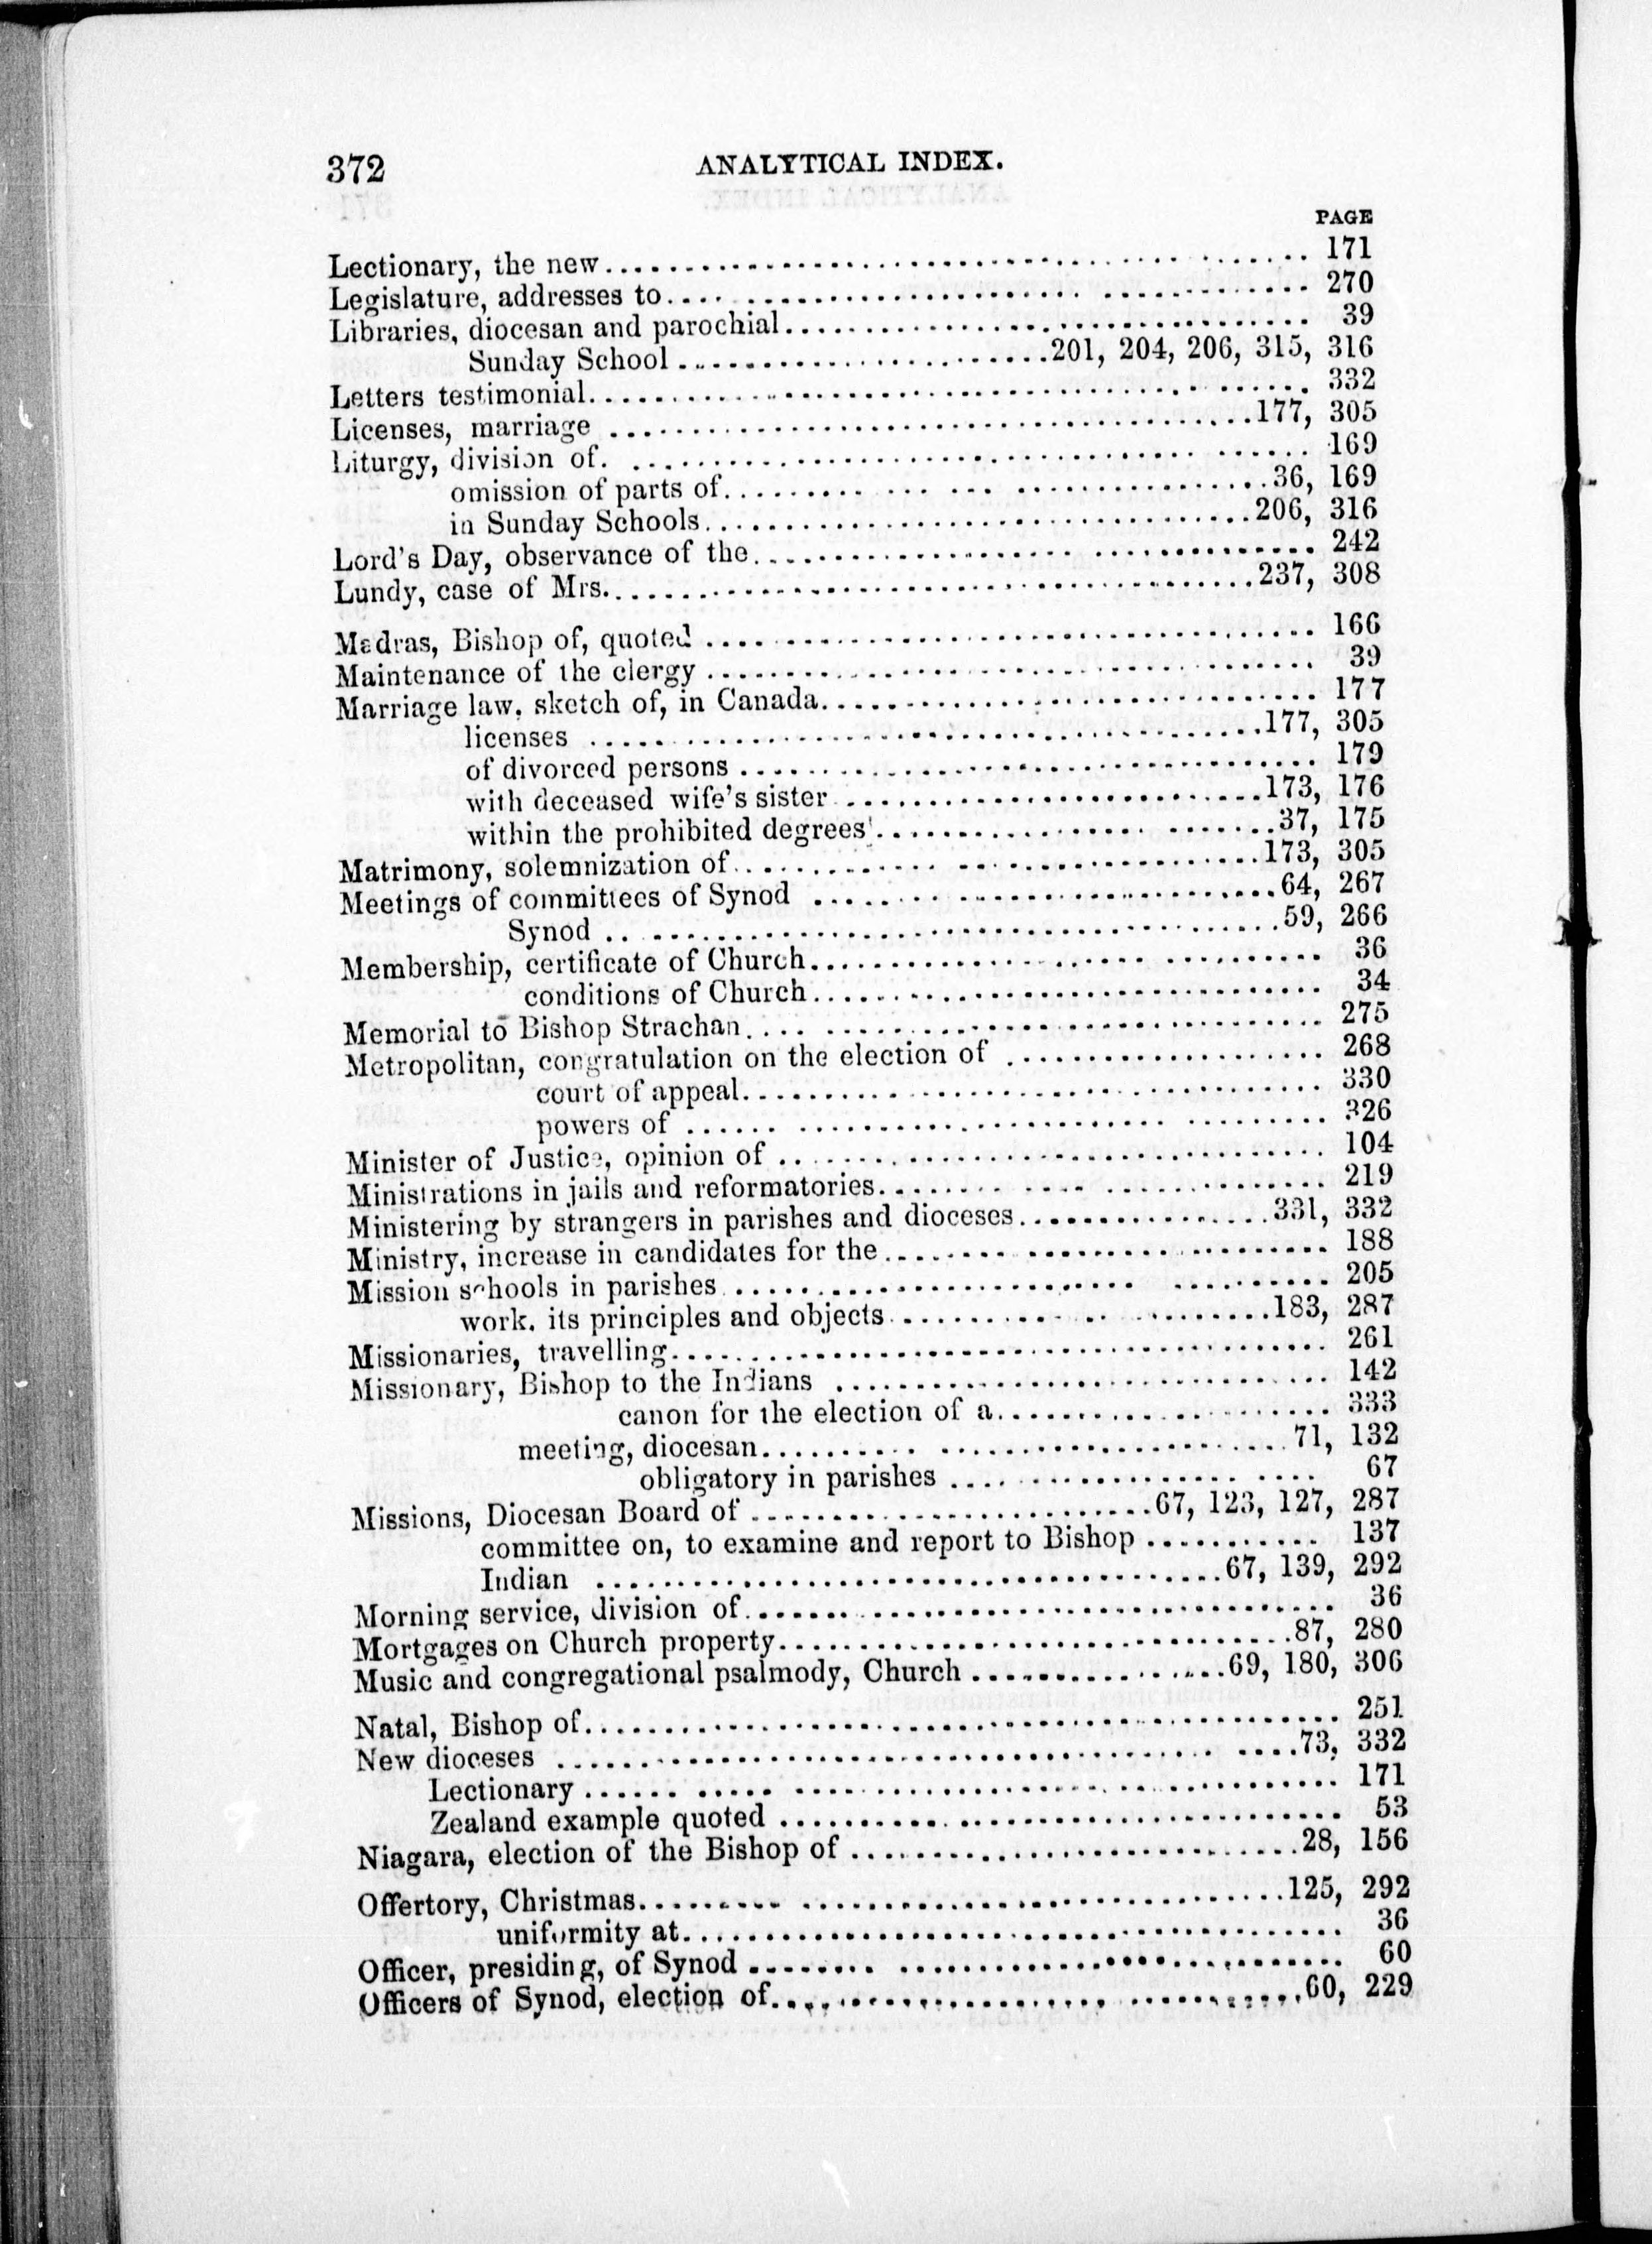 372 ANALYTICAL INDEX.
PAGE
Lectionary, the new 171
Legislature, addresses to 270
Libraries, diocesan and parochial 39
Sunday School 201, 204, 206, 315, 316
Letters testimonial 332
Licenses, marriage 177, 305
Liturgy, division of 169
omission of parts of 36, 169
in Sunday Schools 206, 316
Lord's Day, observance of the 242
Lundy, case of Mrs. 237, 308
Madras, Bishop of, quoted 166
Maintenance of the clergy 39
Marriage law, sketch of, in Canada 177
licenses 177, 305
of divorced persons 179
with deceased wife's sister 173, 176
within the prohibited degrees 37, 175
Matrimony, solemnization of 173, 305
Meetings of committees of Synod 64, 267
Synod 59, 266
Membership, certificate of Church 36
conditions of Church 34
Memorial to Bishop Strachan 275
Metropolitan, congratulation on the election of 268
court of appeal 330
powers of 326
Minister of Justice, opinion of 104
Ministrations in jails and reformatories 219
Ministering by strangers in parishes and dioceses 331, 332
Ministry, increase in candidates for the 188
Mission schools in parishes 205
work, its principles and objects 183, 287
Missionaries, travelling 261
Missionary, Bishop to the Indians 142
canon for the election of a 333
meeting, diocesan 71, 132
obligatory in parishes 67
Missions, Diocesan Board of 67, 123, 127, 287
committee on, to examine and report to Bishop 137
Indian 67, 139, 292
Morning service, division of 36
Mortgages on Church property 87, 280
Music and congregational psalmody, Church 69, 180, 306
Natal, Bishop of 251
New dioceses 73, 332
Lectionary 171
Zealand example quoted 53
Niagara, election of the Bishop of 28, 156
Offertory, Christmas 125, 292
uniformity at 36
Officer, presiding, of Synod 60
Officers of Synod, election of 60, 229